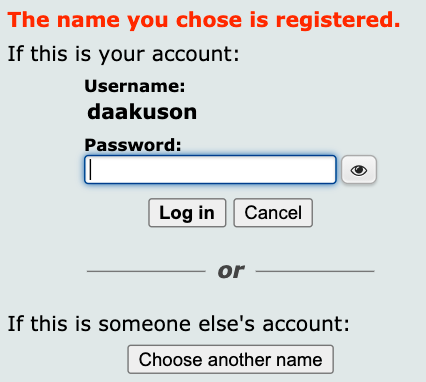 The name you chose is registered.
If this is your account:
Username:
daakuson
Password:
Log in Cancel
or
If this is someone else's account:
Choose another name